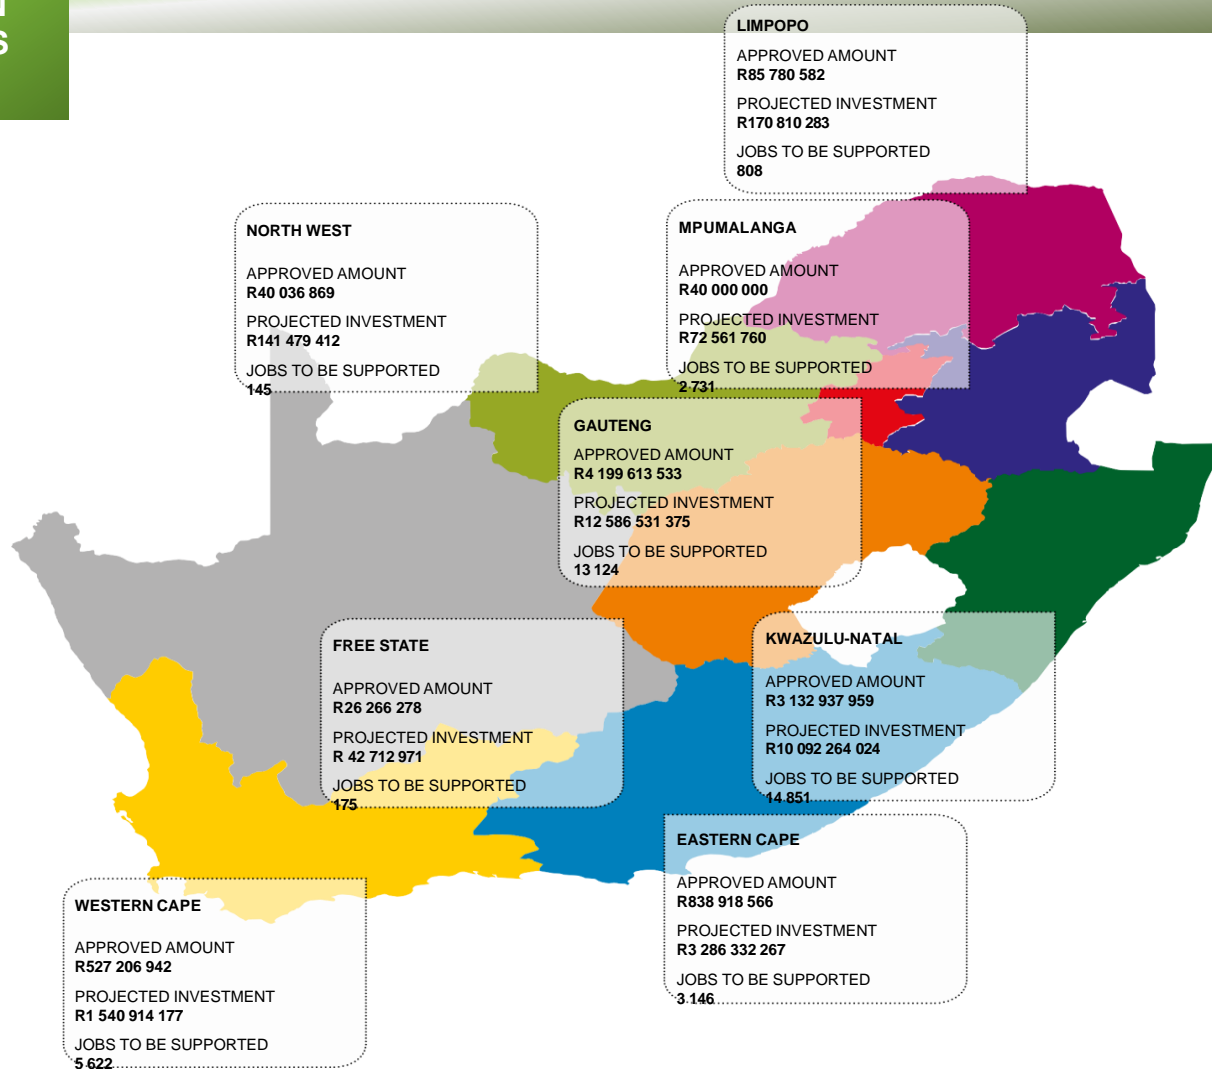 S
LIMPOPO
APPROVED AMOUNT
R85 780 582
PROJECTED INVESTMENT
R170 810 283
JOBS TO BE SUPPORTED
808
NORTH WEST
APPROVED AMOUNT
R40 036 869
PROJECTED INVESTMENT
R141 479 412
JOBS TO BE SUPPORTED
145
MPUMALANGA
APPROVED AMOUNT
R40 000 000
PROJECTED INVESTMENT
R72 561 760
JOBS TO BE SUPPORTED
2 731
GAUTENG
APPROVED AMOUNT
R4 199 613 533
PROJECTED INVESTMENT
R12 586 531 375
JOBS TO BE SUPPORTED
13 124
FREE STATE
APPROVED AMOUNT
R26 266 278
PROJECTED INVESTMENT
R 42 712 971
JOBS TO BE SUPPORTED
175
KWAZULU-NATAL
APPROVED AMOUNT
R3 132 937 959
PROJECTED INVESTMENT
R10 092 264 024
JOBS TO BE SUPPORTED
14 851
EASTERN CAPE
APPROVED AMOUNT
R838 918 566
PROJECTED INVESTMENT
R3 286 332 267
JOBS TO BE SUPPORTED
3 146
WESTERN CAPE
APPROVED AMOUNT
R527 206 942
PROJECTED INVESTMENT
R1 540 914 177
JOBS TO BE SUPPORTED
5 622